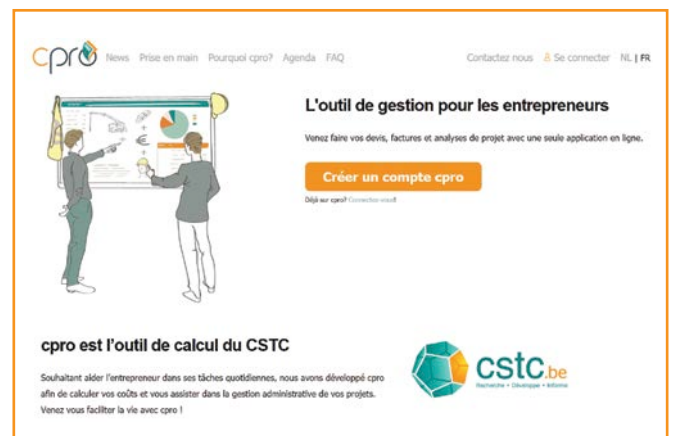 cpro News Prise en main Pourquoi cpro? Agenda FAQ Contactez nous Se connecter NL | FR
L'outil de gestion pour les entrepreneurs
Venez faire vos devis, factures et analyses de projet avec une seule application en ligne.
Créer un compte cpro
Déjà sur cpro? Connectez-vous!
€
cpro est l'outil de calcul du CSTC
Souhaitant aider l'entrepreneur dans ses tâches quotidiennes, nous avons développé cpro
afin de calculer vos coûts et vous assister dans la gestion administrative de vos projets.
Venez vous faciliter la vie avec cpro !
cstc.be
Recherche • Développe • Informe